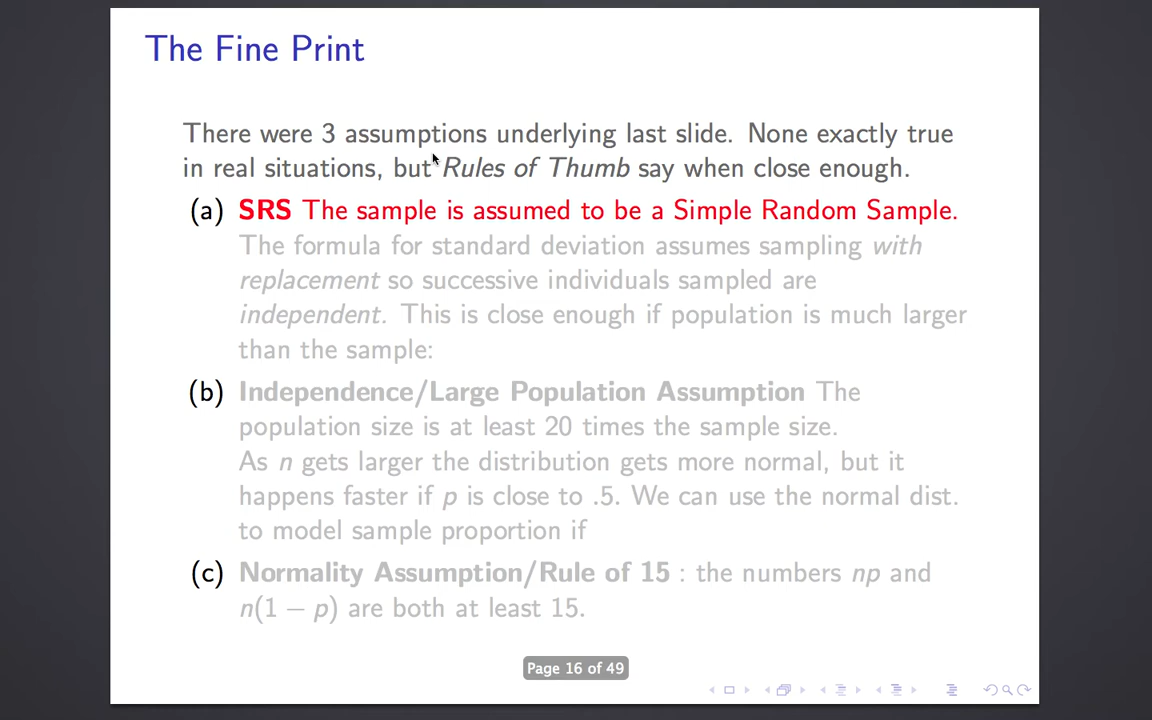 The Fine Print
There were 3 assumptions underlying last slide. None exactly true
in real situations, but Rules of Thumb say when close enough.
(a) SRS The sample is assumed to be a Simple Random Sample.
The formula for standard deviation assumes sampling with
replacement so successive individuals sampled are
independent. This is close enough if population is much larger
than the sample:
(b) Independence/Large Population Assumption The
population size is at least 20 times the sample size.
As n gets larger the distribution gets more normal, but it
happens faster if p is close to .5. We can use the normal dist.
to model sample proportion if
(c) Normality Assumption/Rule of 15 : the numbers np and
n(1 − p) are both at least 15.
Page 16 of 49